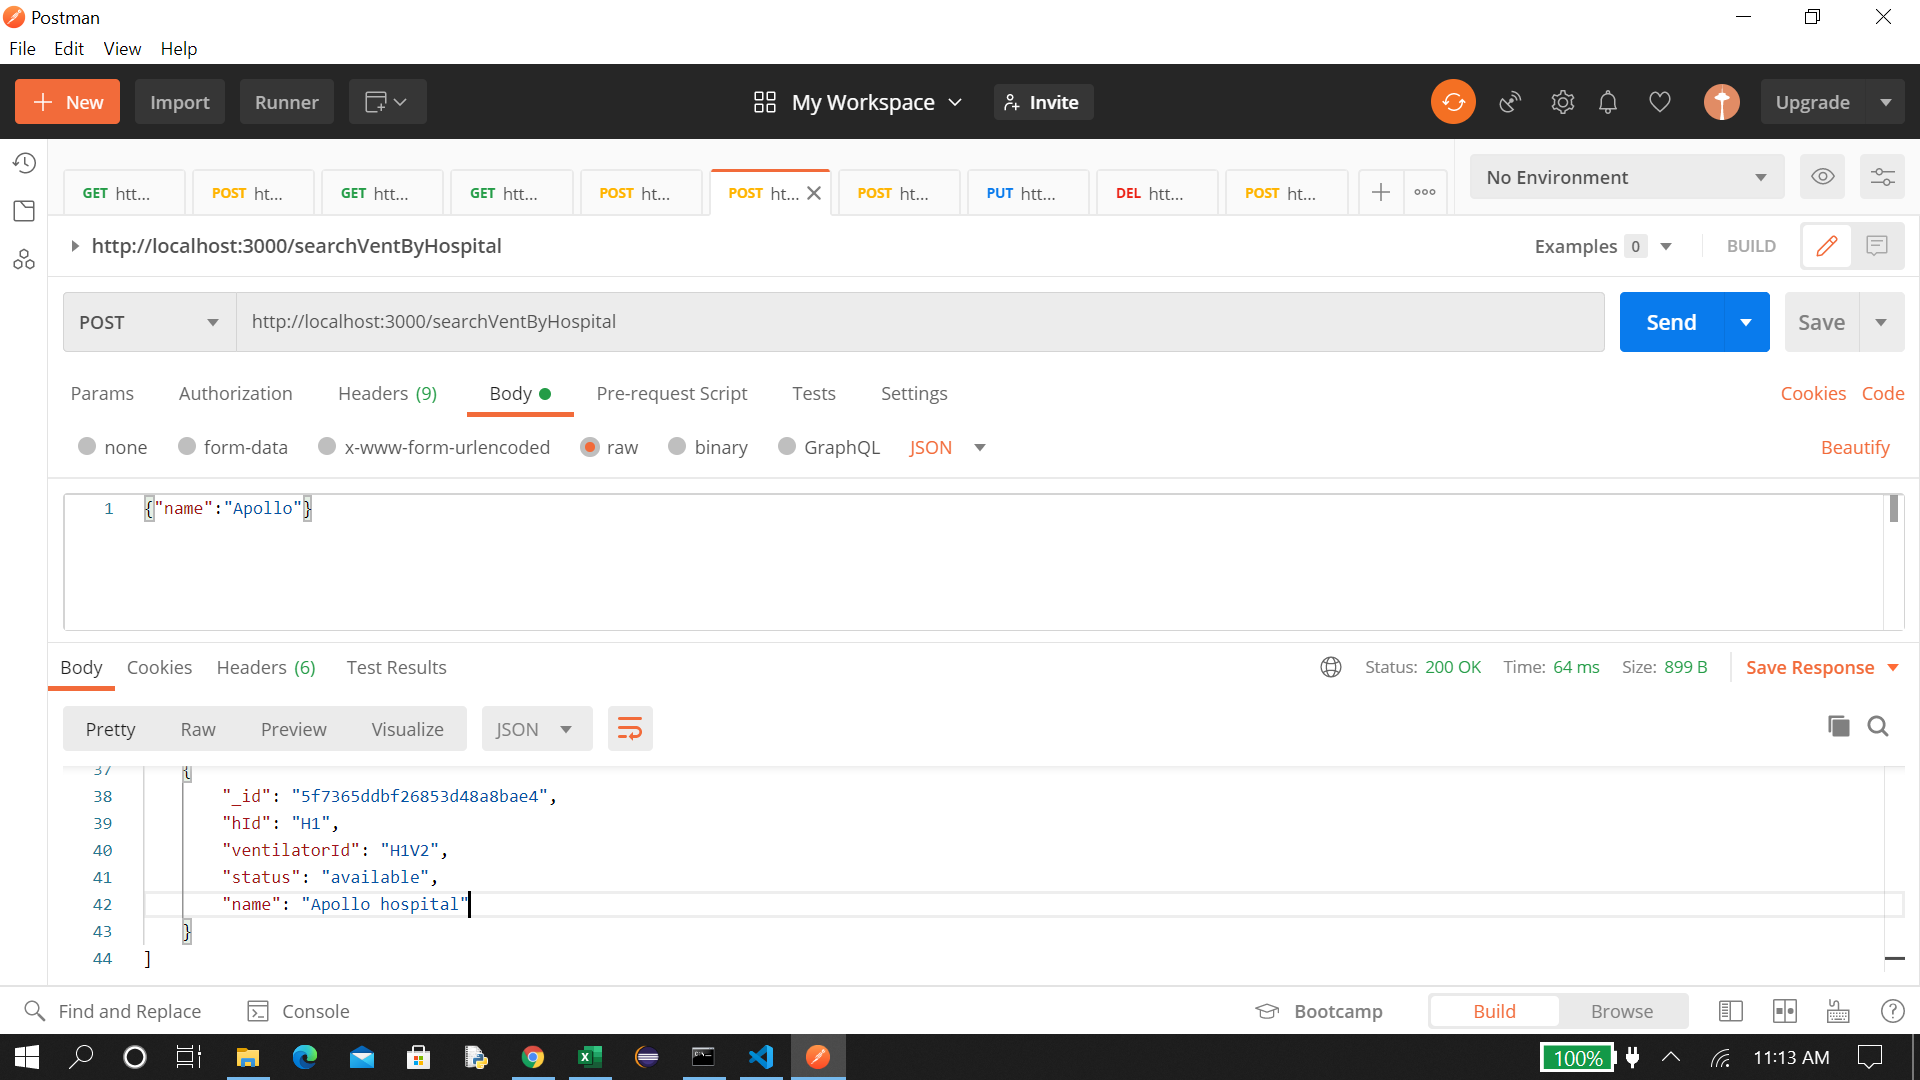 Postman
File Edit View Help
New Import Runner My Workspace Invite Upgrade
GET htt... POST ht... GET htt... GET htt... POST ht... POST ht... POST ht... PUT htt... DEL htt... POST ht... No Environment
http://localhost:3000/searchVentByHospital Examples 0 BUILD
POST http://localhost:3000/searchVentByHospital Send Save
Params Authorization Headers (9) Body Pre-request Script Tests Settings Cookies Code
none form-data x-www-form-urlencoded raw binary GraphQL JSON Beautify
1 {"name":"Apollo"}
Body Cookies Headers (6) Test Results Status: 200 OK Time: 64 ms Size: 899 B Save Response
Pretty Raw Preview Visualize JSON
37 {
38 "_id": "5f7365ddbf26853d48a8bae4",
39 "hId": "H1",
40 "ventilatorId": "H1V2",
41 "status": "available",
42 "name": "Apollo hospital"
43 }
44 ]
Find and Replace Console Bootcamp Build Browse
100% 11:13 AM